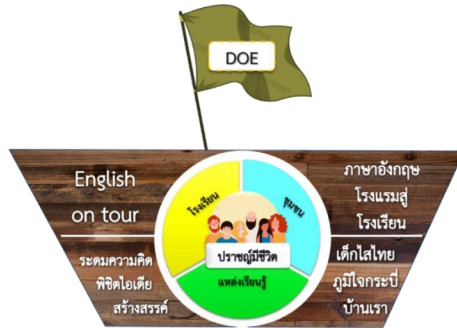 DOE
English
on tour
ระดมความคิด
พิชิตไอเดีย
สร้างสรรค์
โรงเรียน
ชุมชน
ปราชญ์มีชีวิต
แหล่งเรียนรู้
ภาษาอังกฤษ
โรงแรมสู่
โรงเรียน
เด็กไสไทย
ภูมิใจกระบี่
บ้านเรา